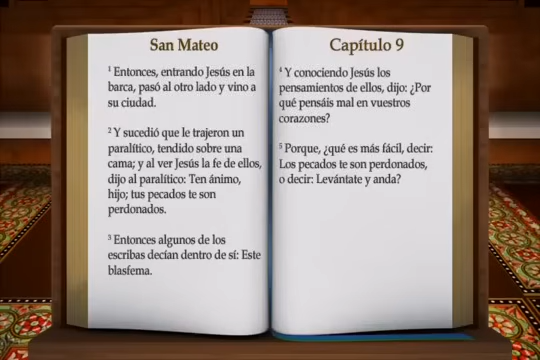 San Mateo
¹ Entonces, entrando Jesús en la
barca, pasó al otro lado y vino a
su ciudad.
² Y sucedió que le trajeron un
paralítico, tendido sobre una
cama; y al ver Jesús la fe de ellos,
dijo al paralítico: Ten ánimo,
hijo; tus pecados te son
perdonados.
³ Entonces algunos de los
escribas decían dentro de sí: Este
blasfema.
Capítulo 9
⁴ Y conociendo Jesús los
pensamientos de ellos, dijo: ¿Por
qué pensáis mal en vuestros
corazones?
⁵ Porque, ¿qué es más fácil, decir:
Los pecados te son perdonados,
o decir: Levántate y anda?